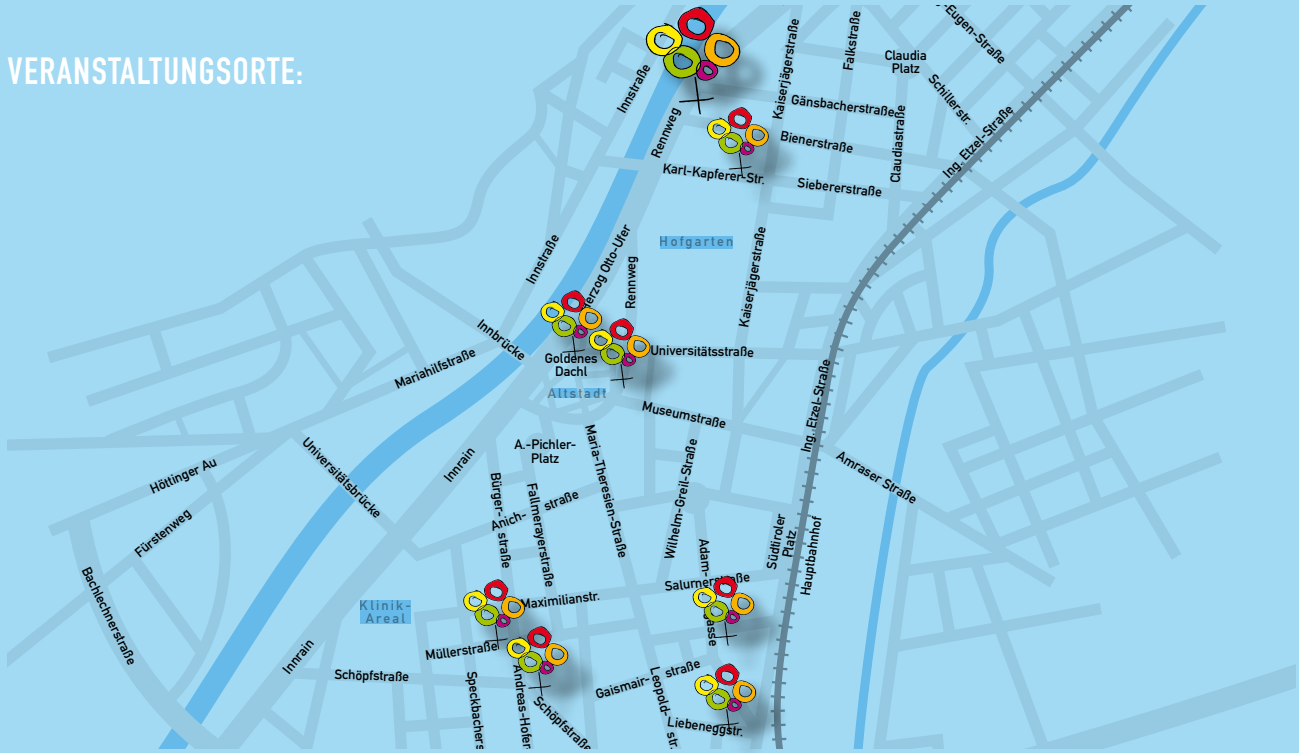 VERANSTALTUNGSORTE:
-Eugen-Straße
Falkstraße
Kaiserjägerstraße
Claudia
Platz
Schillerstr.
Innstraße
Gänsbacherstraße
Ing. Etzel-Straße
Rennweg
Bienerstraße
Claudiastraße
Karl-Kapferer-Str.
Siebererstraße
Hofgarten
Innstraße
Herzog Otto-Ufer
Rennweg
Kaiserjägerstraße
Innbrücke
Mariahilfstraße
Goldenes
Dachl
Universitätsstraße
Altstadt
Museumstraße
Ing. Etzel-Straße
A.-Pichler-
Platz
Maria-Theresien-Straße
Wilhelm-Greil-Straße
Amraser Straße
Höttinger Au
Universitätsbrücke
Innrain
Bürger-
straße
Fallmerayerstraße
Anich-
straße
Fürstenweg
Südtiroler
Platz
Hauptbahnhof
Adam-
gasse
Salurnerstraße
Bachlechnerstraße
Klinik-
Areal
Maximilianstr.
Innrain
Müllerstraße
Schöpfstraße
Speckbachers
Andreas-Hofer
Schöpfstraße
Gaismair-
straße
Leopold-
str.
Liebeneggstr.